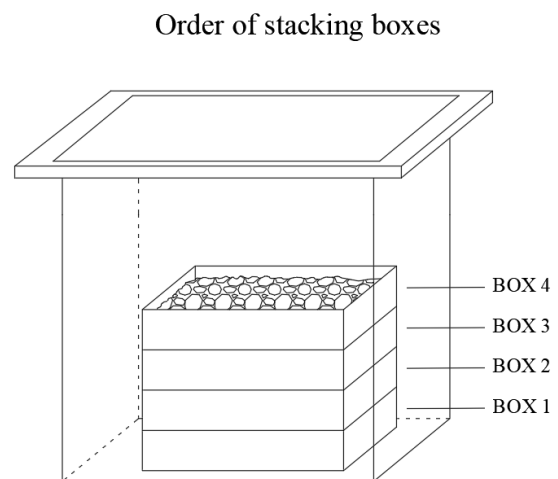 Order of stacking boxes
BOX 4
BOX 3
BOX 2
BOX 1